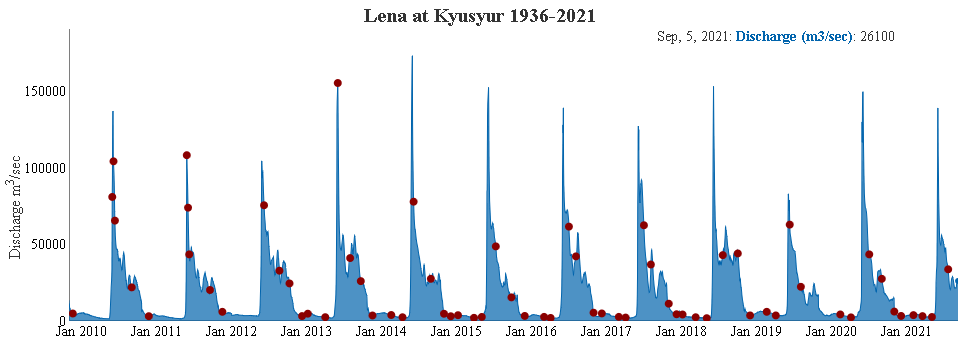 Lena at Kyusyur 1936-2021
Sep, 5, 2021: Discharge (m3/sec): 26100
Discharge m3/sec
150000
100000
50000
0
Jan 2010 Jan 2011 Jan 2012 Jan 2013 Jan 2014 Jan 2015 Jan 2016 Jan 2017 Jan 2018 Jan 2019 Jan 2020 Jan 2021